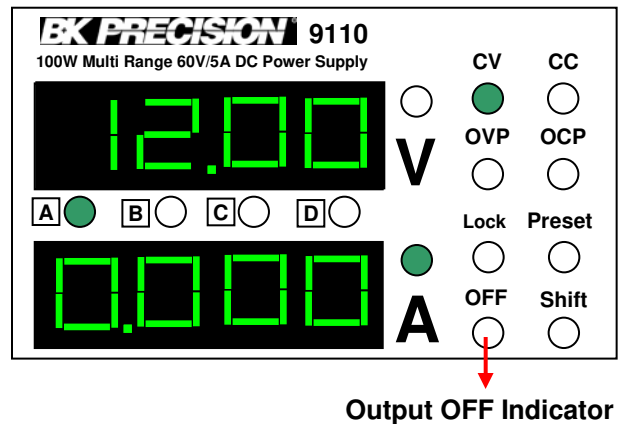 BK PRECISION® 9110
100W Multi Range 60V/5A DC Power Supply
CV CC
12.00
V
OVP OCP
A B C D
Lock Preset
0.000
A
OFF Shift
Output OFF Indicator